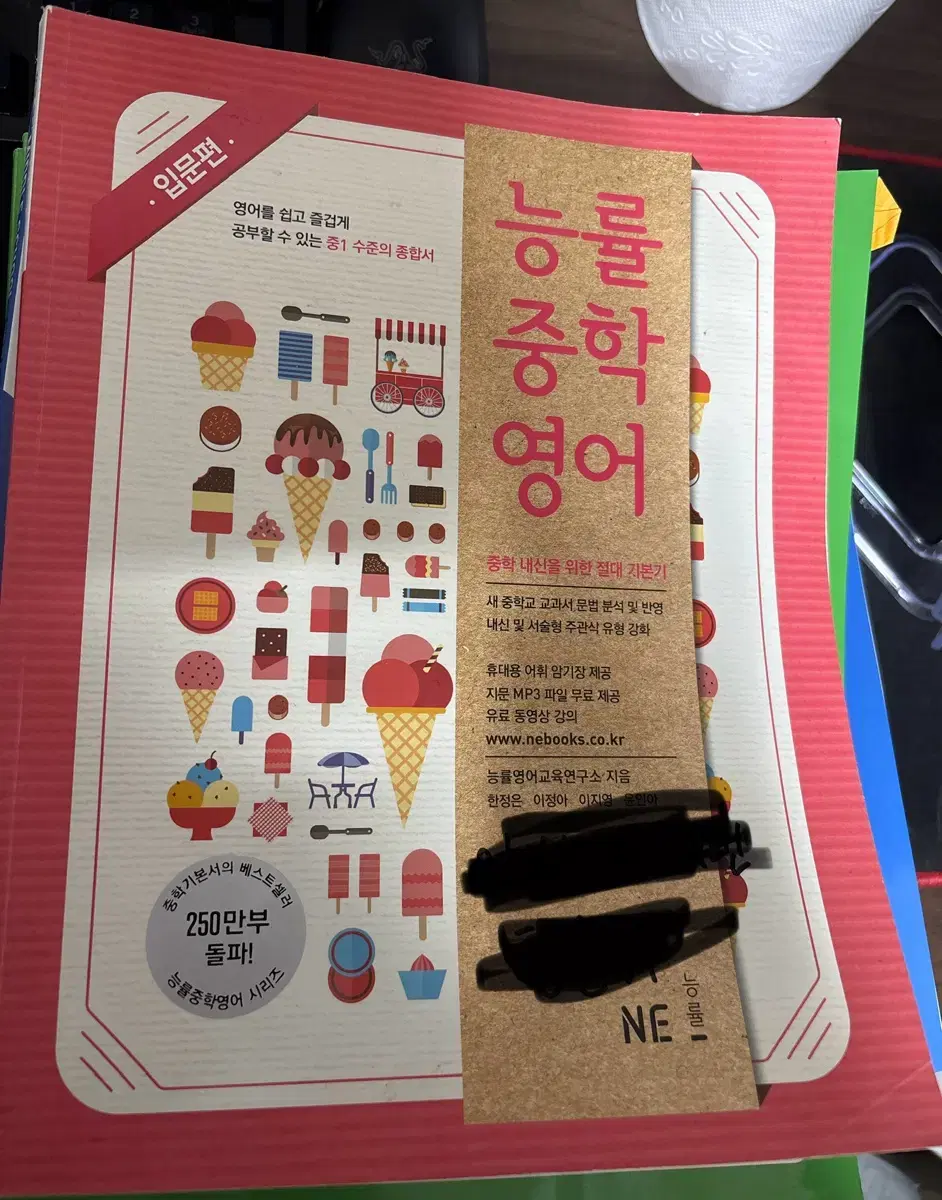 입문편
영어를 쉽고 즐겁게
공부할 수 있는 중1 수준의 종합서
능률
중학
영어
중학 내신을 위한 절대 기본기
새 중학교 교과서 문법 분석 및 반영
내신 및 서술형 주관식 유형 강화
휴대용 어휘 암기장 제공
지문 MP3 파일 무료 제공
유료 동영상 강의
www.nebooks.co.kr
능률영어교육연구소 지음
한정은 이정아 이지영 윤인아
중학기본서의 베스트셀러
250만부
돌파!
능률중학영어 시리즈
NE 능률